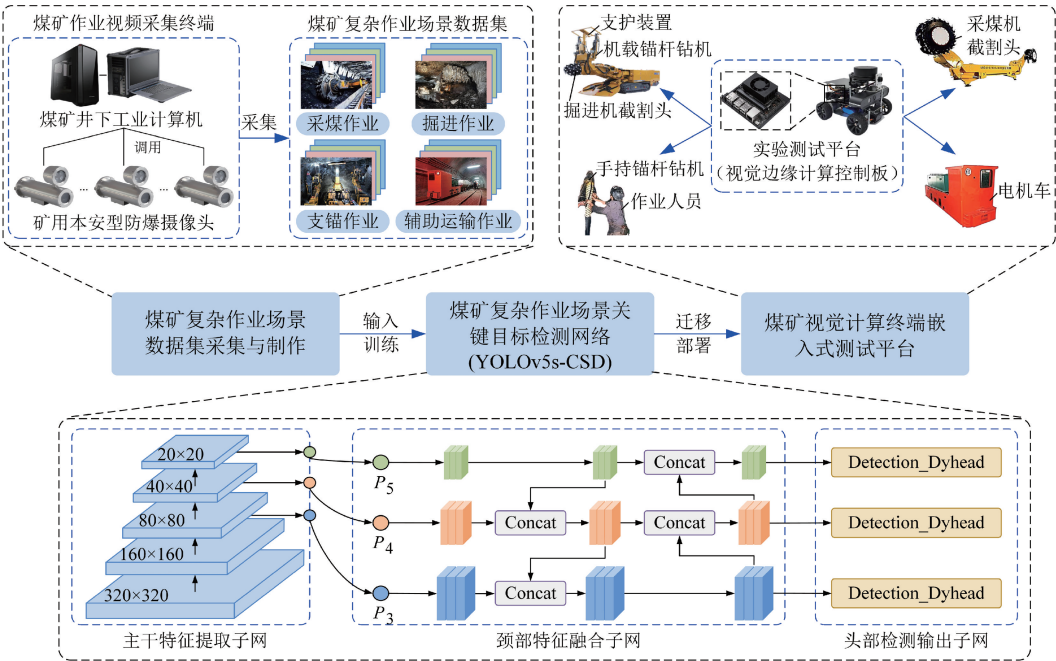 煤矿作业视频采集终端
煤矿井下工业计算机
调用
...
...
矿用本安型防爆摄像头
采集
煤矿复杂作业场景数据集
采煤作业
掘进作业
支锚作业
辅助运输作业
支护装置
机载锚杆钻机
掘进机截割头
手持锚杆钻机
作业人员
实验测试平台
(视觉边缘计算控制板)
采煤机
截割头
电机车
煤矿复杂作业场景
数据集采集与制作
输入
训练
煤矿复杂作业场景关
键目标检测网络
(YOLOv5s-CSD)
迁移
部署
煤矿视觉计算终端嵌
入式测试平台
20×20
40×40
80×80
160×160
320×320
主干特征提取子网
P5
P4
P3
Concat
Concat
Concat
Concat
颈部特征融合子网
Detection_Dyhead
Detection_Dyhead
Detection_Dyhead
头部检测输出子网